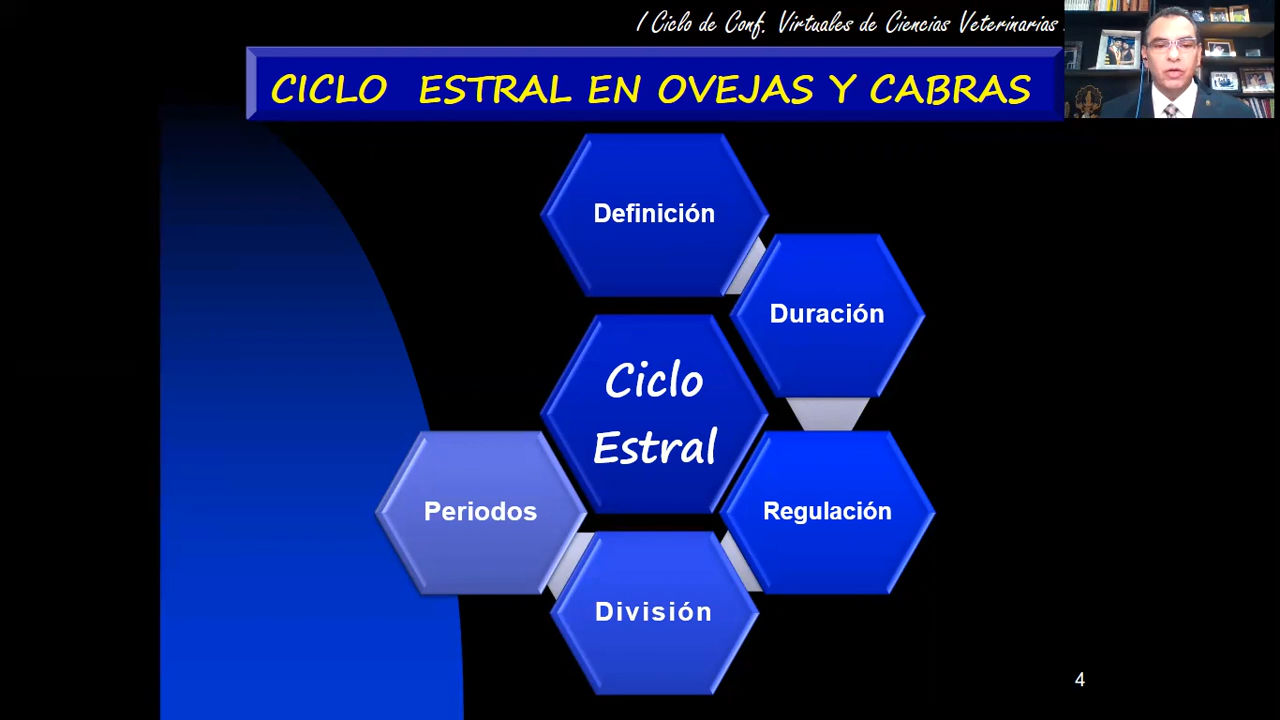 I Ciclo de Conf. Virtuales de Ciencias Veterinarias
CICLO ESTRAL EN OVEJAS Y CABRAS
Definición
Duración
Ciclo
Estral
Periodos
Regulación
División
4